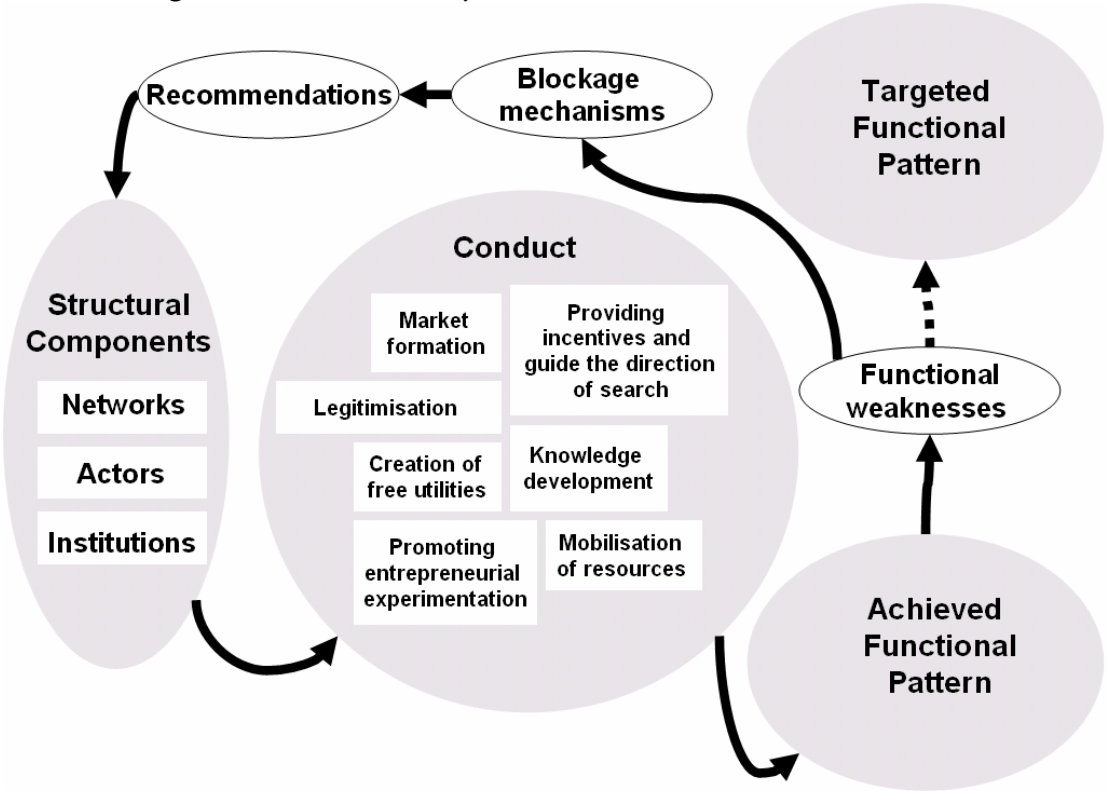 Recommendations
Blockage
mechanisms
Targeted
Functional
Pattern
Structural
Components
Networks
Actors
Institutions
Conduct
Market
formation
Providing
incentives and
guide the direction
of search
Legitimisation
Creation of
free utilities
Knowledge
development
Promoting
entrepreneurial
experimentation
Mobilisation
of resources
Functional
weaknesses
Achieved
Functional
Pattern